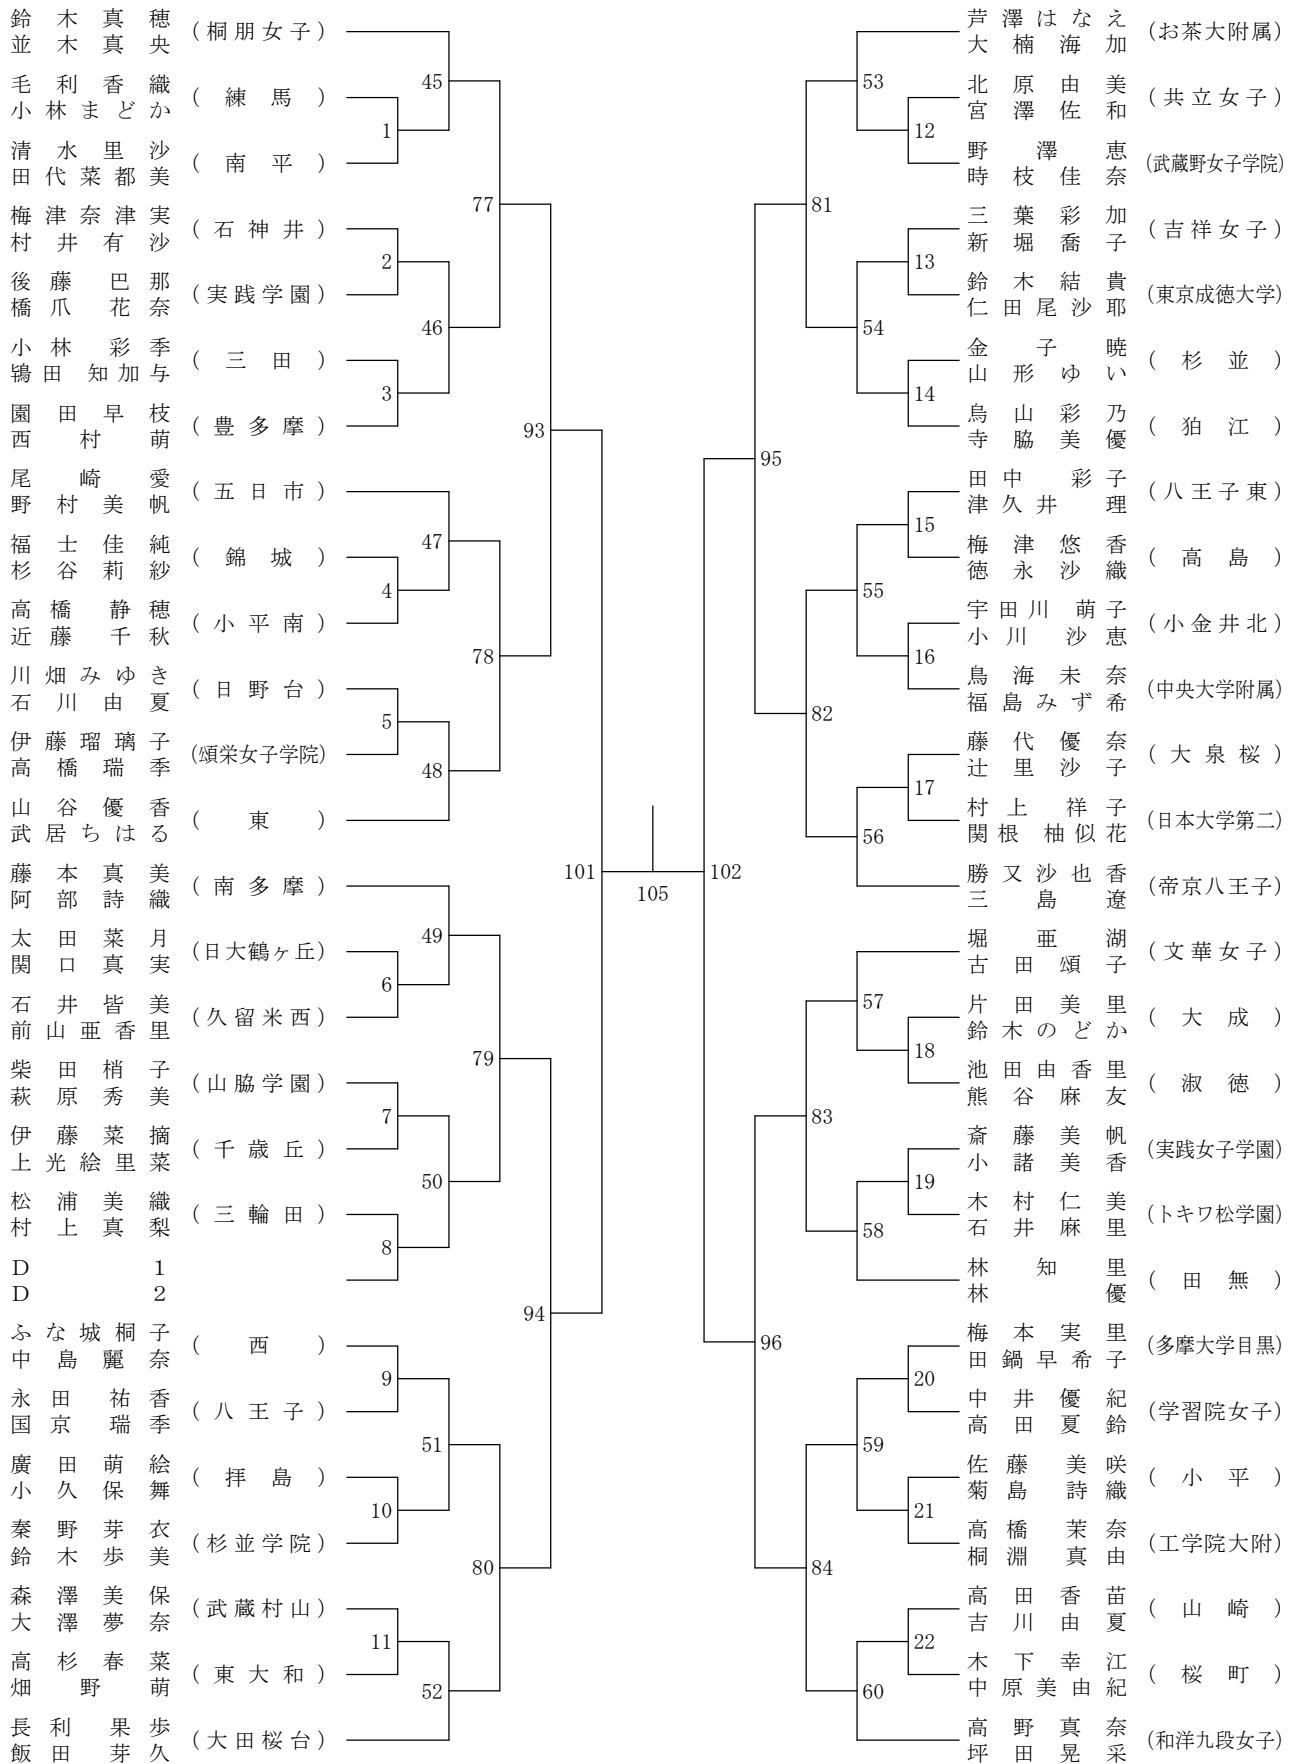 鈴木真穂
並木真央
(桐朋女子)
毛利香織
小林まどか
(練馬)
清水里沙
田代菜都美
(南平)
梅津奈津実
村井有沙
(石神井)
後藤巴那
橋爪花奈
(実践学園)
小林彩季
鴇田知加与
(三田)
園田早枝
西村萌
(豊多摩)
尾崎愛
野村美帆
(五日市)
福士佳純
杉谷莉紗
(錦城)
高橋静穂
近藤千秋
(小平南)
川畑みゆき
石川由夏
(日野台)
伊藤瑠璃子
高橋瑞季
(頌栄女子学院)
山谷優香
武居ちはる
(東)
藤本真美
阿部詩織
(南多摩)
太田菜月
関口真実
(日大鶴ヶ丘)
石井皆美
前山亜香里
(久留米西)
柴田梢子
萩原秀美
(山脇学園)
伊藤菜摘
上光絵里菜
(千歳丘)
松浦美織
村上真梨
(三輪田)
D 1
D 2
ふな城桐子
中島麗奈
(西)
永田祐香
国京瑞季
(八王子)
廣田萌絵
小久保舞
(拝島)
秦野芽衣
鈴木歩美
(杉並学院)
森澤美保
大澤夢奈
(武蔵村山)
高杉春菜
畑野萌
(東大和)
長利果歩
飯田芽久
(大田桜台)
1
2
3
4
5
6
7
8
9
10
11
45
46
47
48
49
50
51
52
77
78
79
80
93
94
101
105
102
95
96
81
82
83
84
53
54
55
56
57
58
59
60
12
13
14
15
16
17
18
19
20
21
22
芦澤はなえ
大楠海加
(お茶大附属)
北原由美
宮澤佐和
(共立女子)
野澤恵
時枝佳奈
(武蔵野女子学院)
三葉彩加
新堀喬子
(吉祥女子)
鈴木結貴
仁田尾沙耶
(東京成徳大学)
金子暁
山形ゆい
(杉並)
烏山彩乃
寺脇美優
(狛江)
田中彩子
津久井理
(八王子東)
梅津悠香
徳永沙織
(高島)
宇田川萌子
小川沙恵
(小金井北)
鳥海未奈
福島みず希
(中央大学附属)
藤代優奈
辻里沙子
(大泉桜)
村上祥子
関根柚似花
(日本大学第二)
勝又沙也香
三島遼
(帝京八王子)
堀亜湖
古田頌子
(文華女子)
片田美里
鈴木のどか
(大成)
池田由香里
熊谷麻友
(淑徳)
斎藤美帆
小諸美香
(実践女子学園)
木村仁美
石井麻里
(トキワ松学園)
林知里
林優
(田無)
梅本実里
田鍋早希子
(多摩大学目黒)
中井優紀
高田夏鈴
(学習院女子)
佐藤美咲
菊島詩織
(小平)
高橋茉奈
桐淵真由
(工学院大附)
高田香苗
吉川由夏
(山崎)
木下幸江
中原美由紀
(桜町)
高野真奈
坪田晃采
(和洋九段女子)